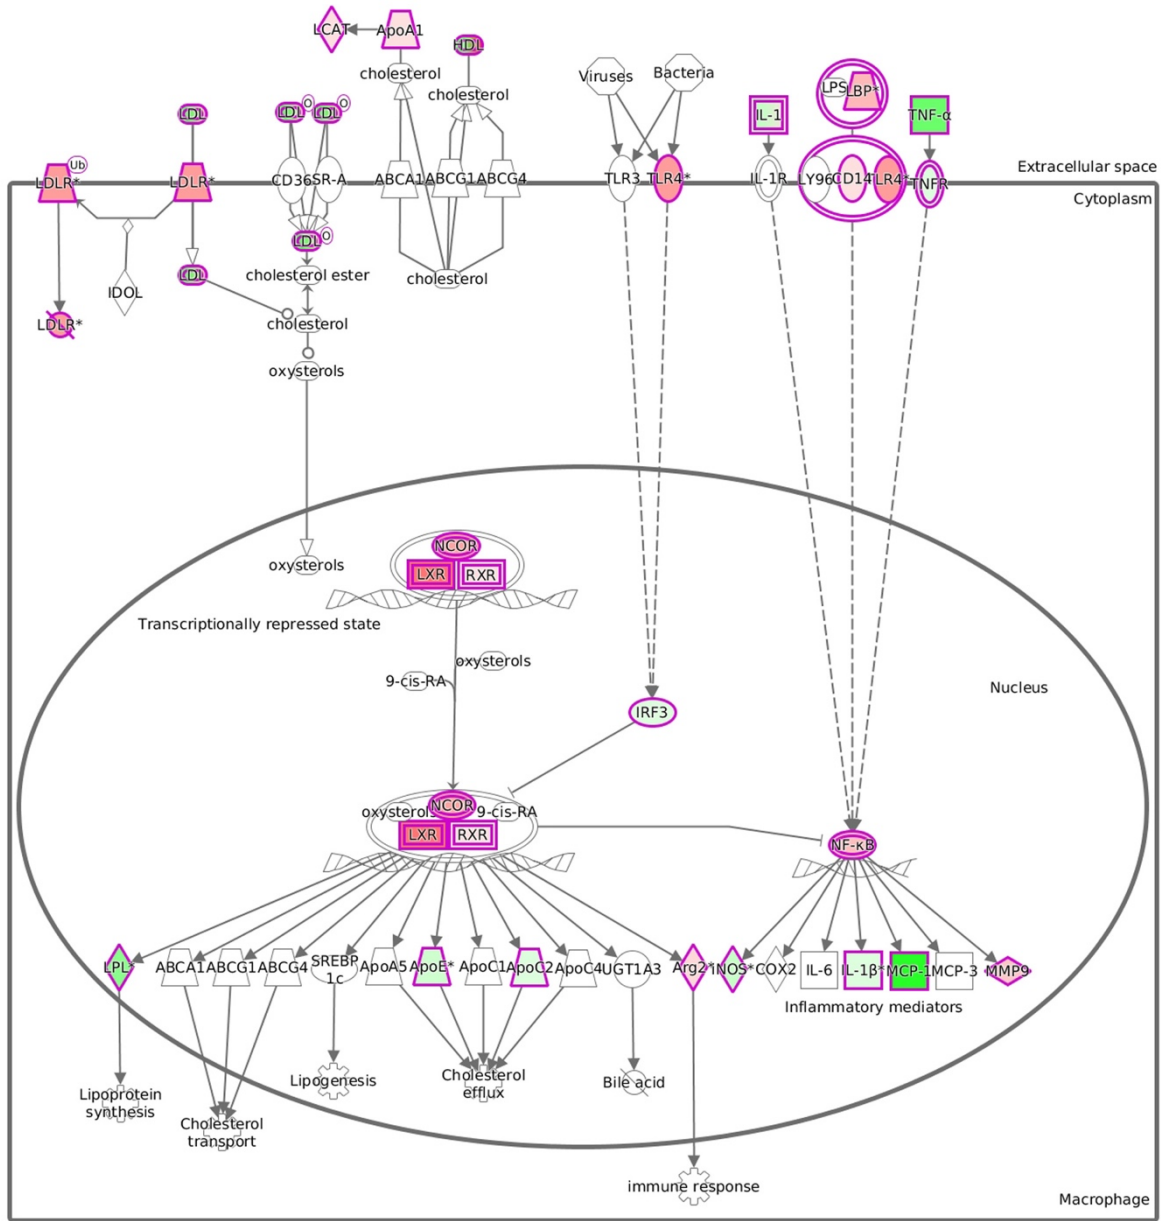 LCAT
ApoA1
HDL
cholesterol
cholesterol
Viruses
Bacteria
LPS
LBP*
LDL
LDL
O
LDL
O
IL-1
TNF-α
Ub
LDLR*
LDLR*
CD36
SR-A
ABCA1
ABCG1
ABCG4
TLR3
TLR4*
IL-1R
LY96
CD14
TLR4*
TNFR
Extracellular space
Cytoplasm
LDL
O
IDOL
LDL
cholesterol ester
cholesterol
LDLR*
cholesterol
oxysterols
oxysterols
NCOR
LXR
RXR
Transcriptionally repressed state
oxysterols
9-cis-RA
Nucleus
IRF3
oxysterols
NCOR
9-cis-RA
LXR
RXR
NF-κB
LPL*
ABCA1
ABCG1
ABCG4
SREBP
1c
ApoA5
ApoE*
ApoC1
ApoC2
ApoC4
UGT1A3
Arg2*
iNOS*
COX2
IL-6
IL-1β*
MCP-1
MCP-3
MMP9
Inflammatory mediators
Lipoprotein
synthesis
Cholesterol
transport
Lipogenesis
Cholesterol
efflux
Bile acid
immune response
Macrophage